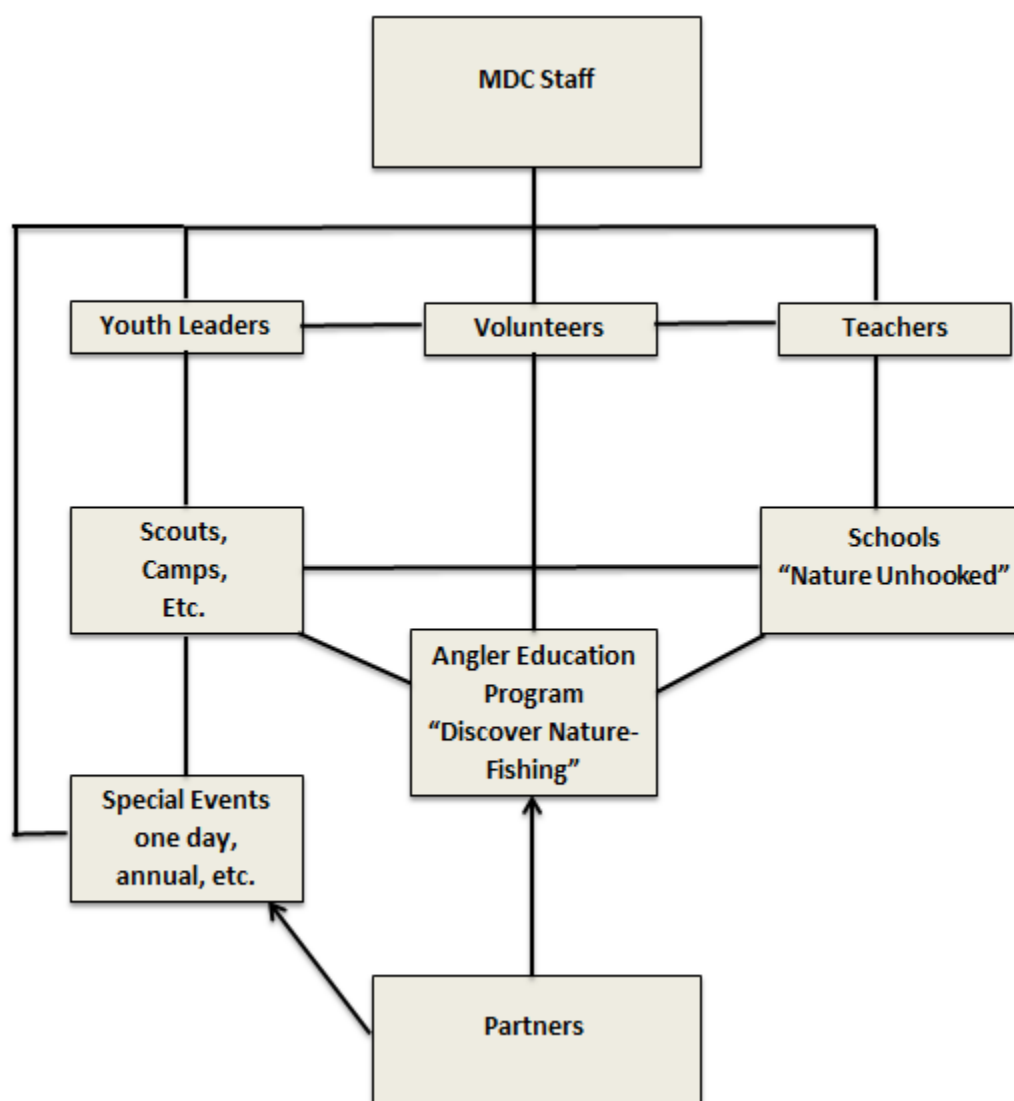 MDC Staff
Youth Leaders
Volunteers
Teachers
Scouts,
Camps,
Etc.
Schools
“Nature Unhooked”
Angler Education
Program
“Discover Nature-
Fishing”
Special Events
one day,
annual, etc.
Partners